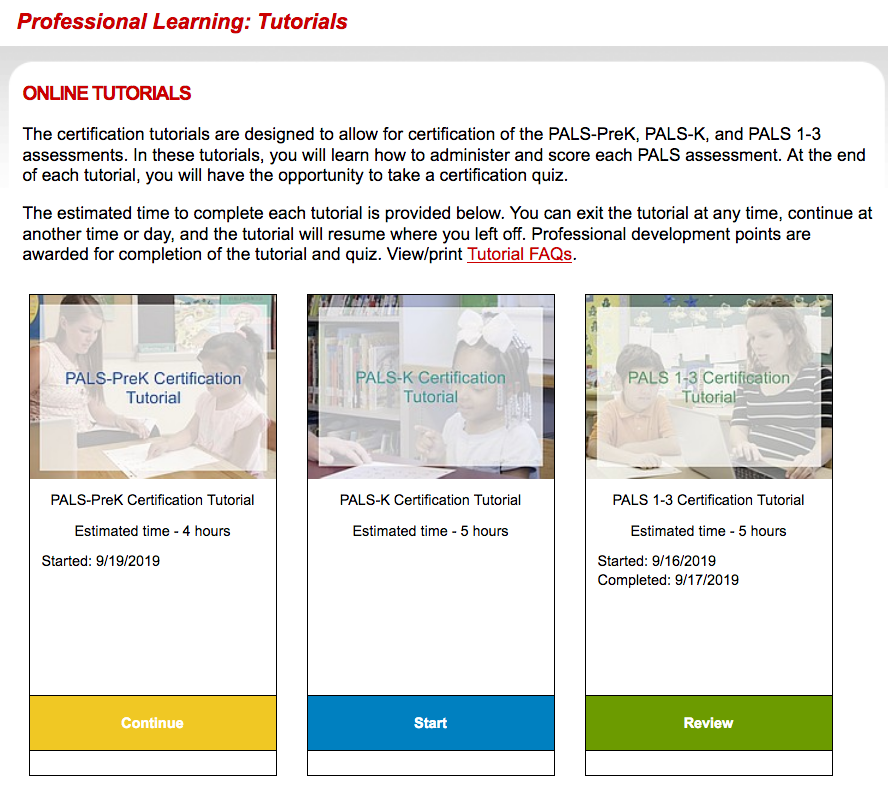 Professional Learning: Tutorials
ONLINE TUTORIALS
The certification tutorials are designed to allow for certification of the PALS-PreK, PALS-K, and PALS 1-3
assessments. In these tutorials, you will learn how to administer and score each PALS assessment. At the end
of each tutorial, you will have the opportunity to take a certification quiz.
The estimated time to complete each tutorial is provided below. You can exit the tutorial at any time, continue at
another time or day, and the tutorial will resume where you left off. Professional development points are
awarded for completion of the tutorial and quiz. View/print Tutorial FAQs.
PALS-PreK Certification
Tutorial
PALS-PreK Certification Tutorial
Estimated time - 4 hours
Started: 9/19/2019
Continue
PALS-K Certification
Tutorial
PALS-K Certification Tutorial
Estimated time - 5 hours
Start
PALS 1-3 Certification
Tutorial
PALS 1-3 Certification Tutorial
Estimated time - 5 hours
Started: 9/16/2019
Completed: 9/17/2019
Review